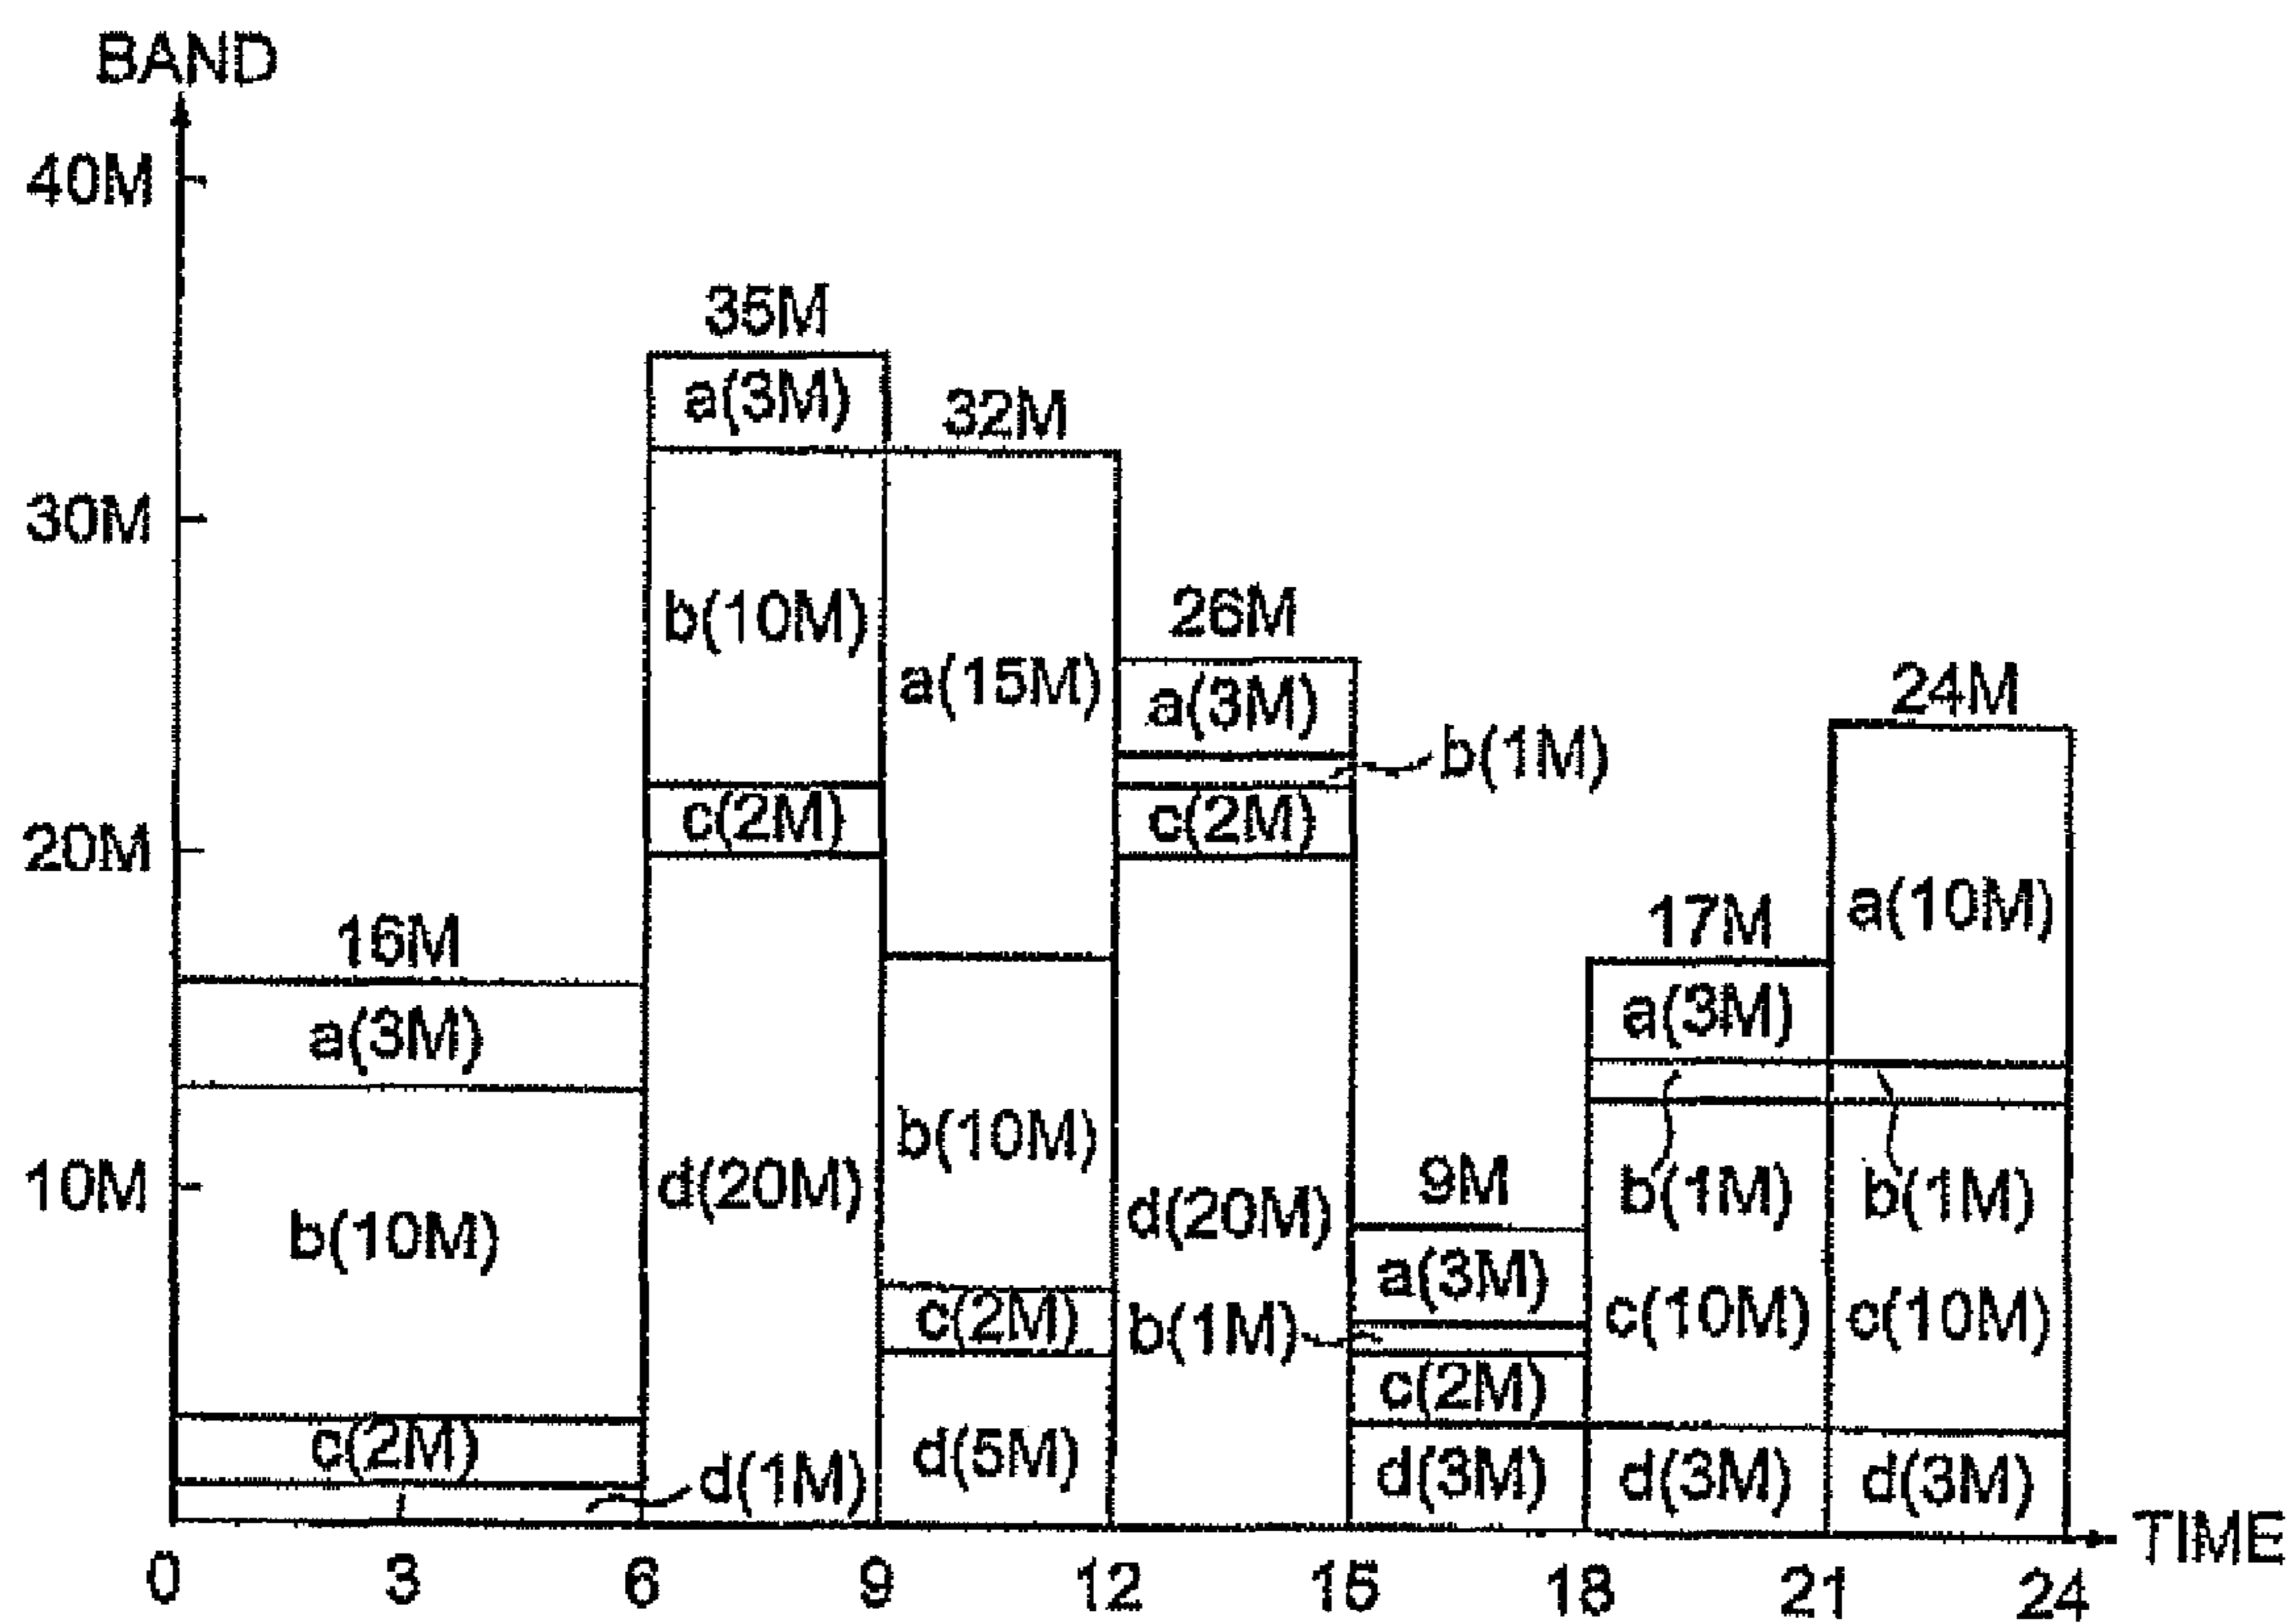 BAND
40M
35M
a(3M)
32M
30M
26M
b(10M)
a(15M)
a(3M)
24M
b(1M)
c(2M)
c(2M)
20M
a(10M)
17M
16M
a(3M)
a(3M)
b(10M)
10M
d(20M)
d(20M)
9M
b(1M)
b(1M)
b(10M)
a(3M)
c(2M)
b(1M)
c(10M)
c(10M)
c(2M)
c(2M)
d(1M)
d(5M)
d(3M)
d(3M)
d(3M)
TIME
0 3 6 9 12 15 18 21 24